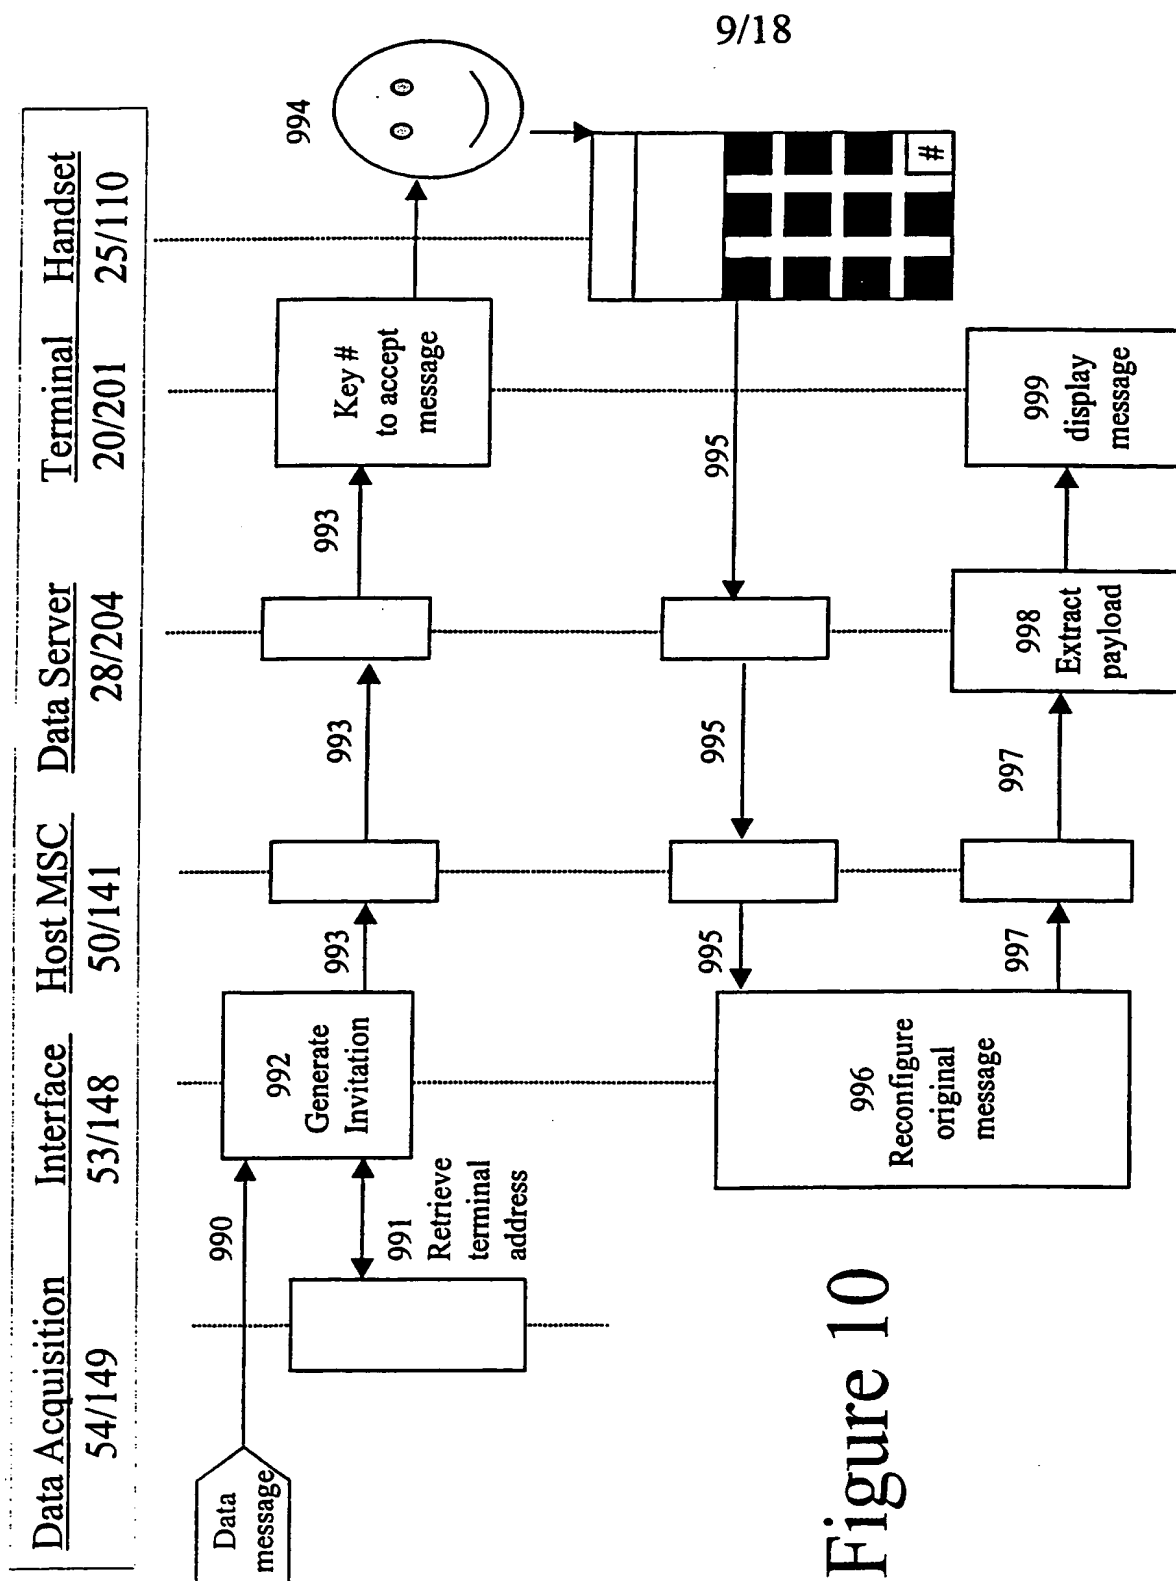 9/18
Data Acquisition
54/149
Interface
53/148
Host MSC
50/141
Data Server
28/204
Terminal
20/201
Handset
25/110
Data
message
990
991
Retrieve
terminal
address
992
Generate
Invitation
993
993
993
Key #
to accept
message
994
#
995
995
995
996
Reconfigure
original
message
997
997
998
Extract
payload
999
display
message
Figure 10